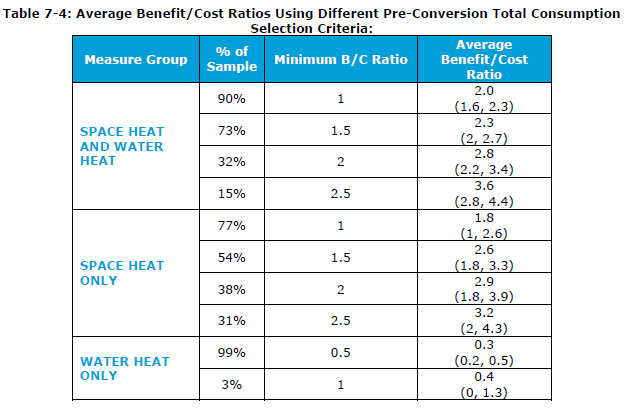 Table 7-4: Average Benefit/Cost Ratios Using Different Pre-Conversion Total Consumption
Selection Criteria:
Measure Group | % of Sample | Minimum B/C Ratio | Average Benefit/Cost Ratio
SPACE HEAT AND WATER HEAT
90% | 1 | 2.0 (1.6, 2.3)
73% | 1.5 | 2.3 (2, 2.7)
32% | 2 | 2.8 (2.2, 3.4)
15% | 2.5 | 3.6 (2.8, 4.4)
SPACE HEAT ONLY
77% | 1 | 1.8 (1, 2.6)
54% | 1.5 | 2.6 (1.8, 3.3)
38% | 2 | 2.9 (1.8, 3.9)
31% | 2.5 | 3.2 (2, 4.3)
WATER HEAT ONLY
99% | 0.5 | 0.3 (0.2, 0.5)
3% | 1 | 0.4 (0, 1.3)